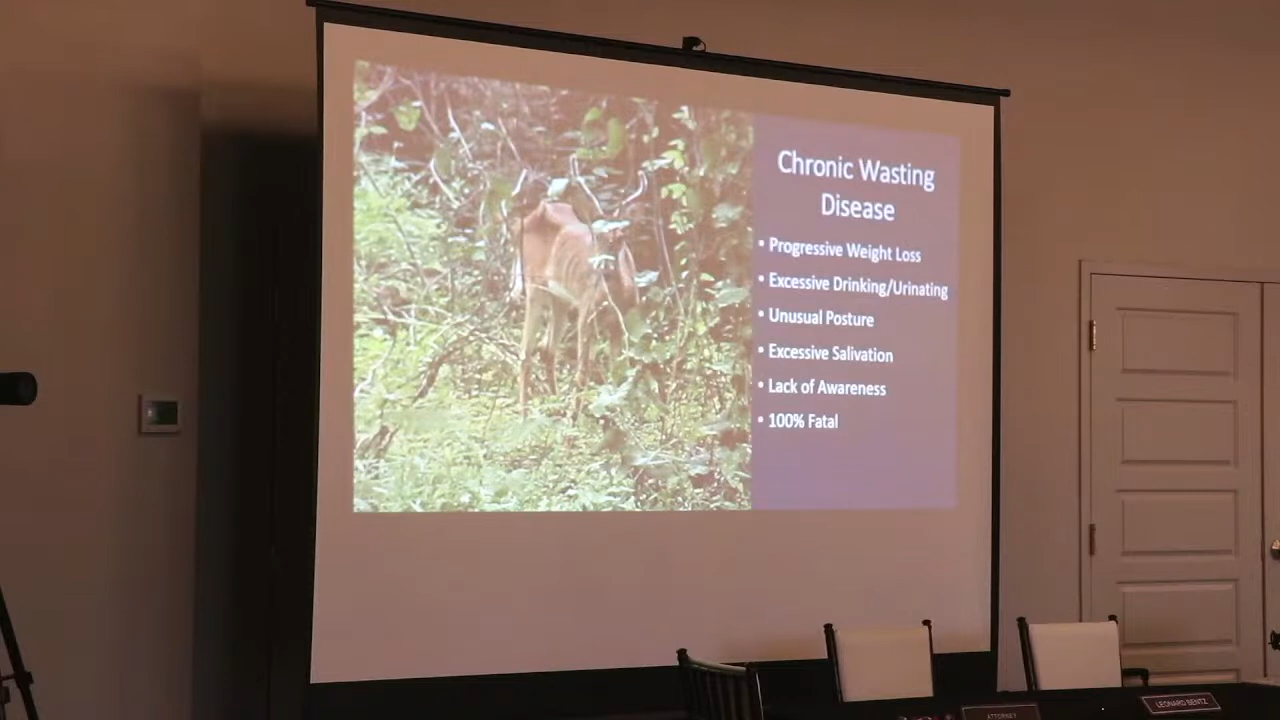 Chronic Wasting
Disease
• Progressive Weight Loss
• Excessive Drinking/Urinating
• Unusual Posture
• Excessive Salivation
• Lack of Awareness
• 100% Fatal
ATTORNEY
LEONARD BENTZ